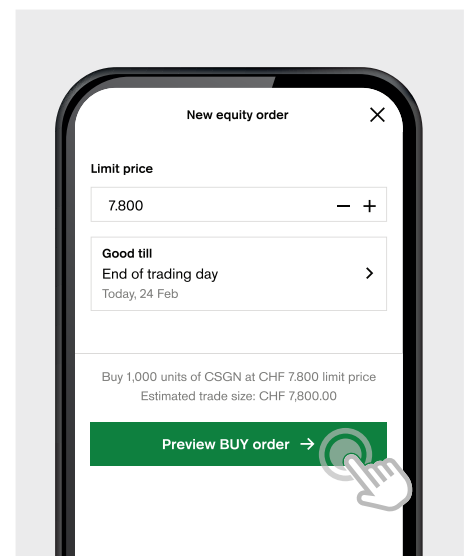 New equity order
Limit price
7.800
Good till
End of trading day
Today, 24 Feb
Buy 1,000 units of CSGN at CHF 7.800 limit price
Estimated trade size: CHF 7,800.00
Preview BUY order →